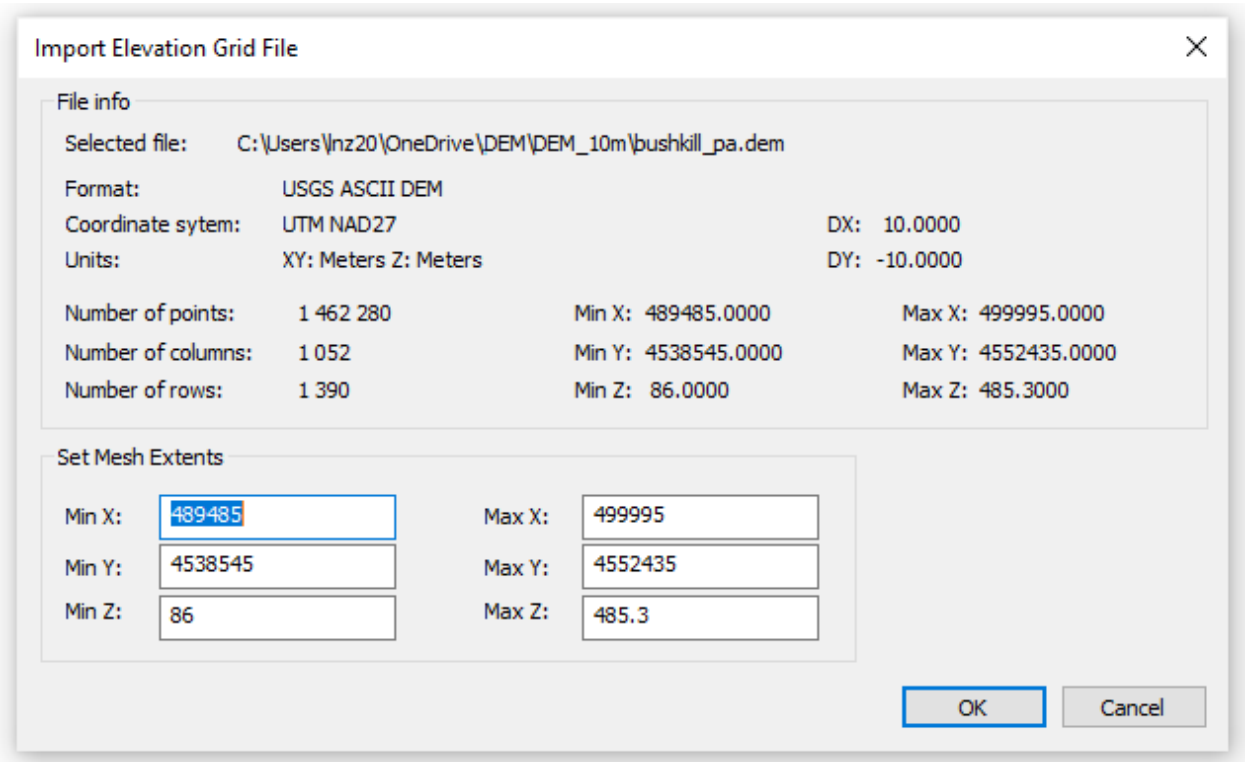 Import Elevation Grid File
File info
Selected file: C:\Users\lnz20\OneDrive\DEM\DEM_10m\bushkill_pa.dem
Format: USGS ASCII DEM
Coordinate sytem: UTM NAD27 DX: 10.0000
Units: XY: Meters Z: Meters DY: -10.0000
Number of points: 1 462 280 Min X: 489485.0000 Max X: 499995.0000
Number of columns: 1 052 Min Y: 4538545.0000 Max Y: 4552435.0000
Number of rows: 1 390 Min Z: 86.0000 Max Z: 485.3000
Set Mesh Extents
Min X: 489485 Max X: 499995
Min Y: 4538545 Max Y: 4552435
Min Z: 86 Max Z: 485.3
OK Cancel